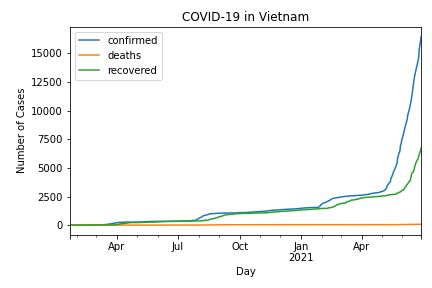 COVID-19 in Vietnam
confirmed
deaths
recovered
Number of Cases
15000
12500
10000
7500
5000
2500
0
Apr
Jul
Oct
Jan
2021
Apr
Day